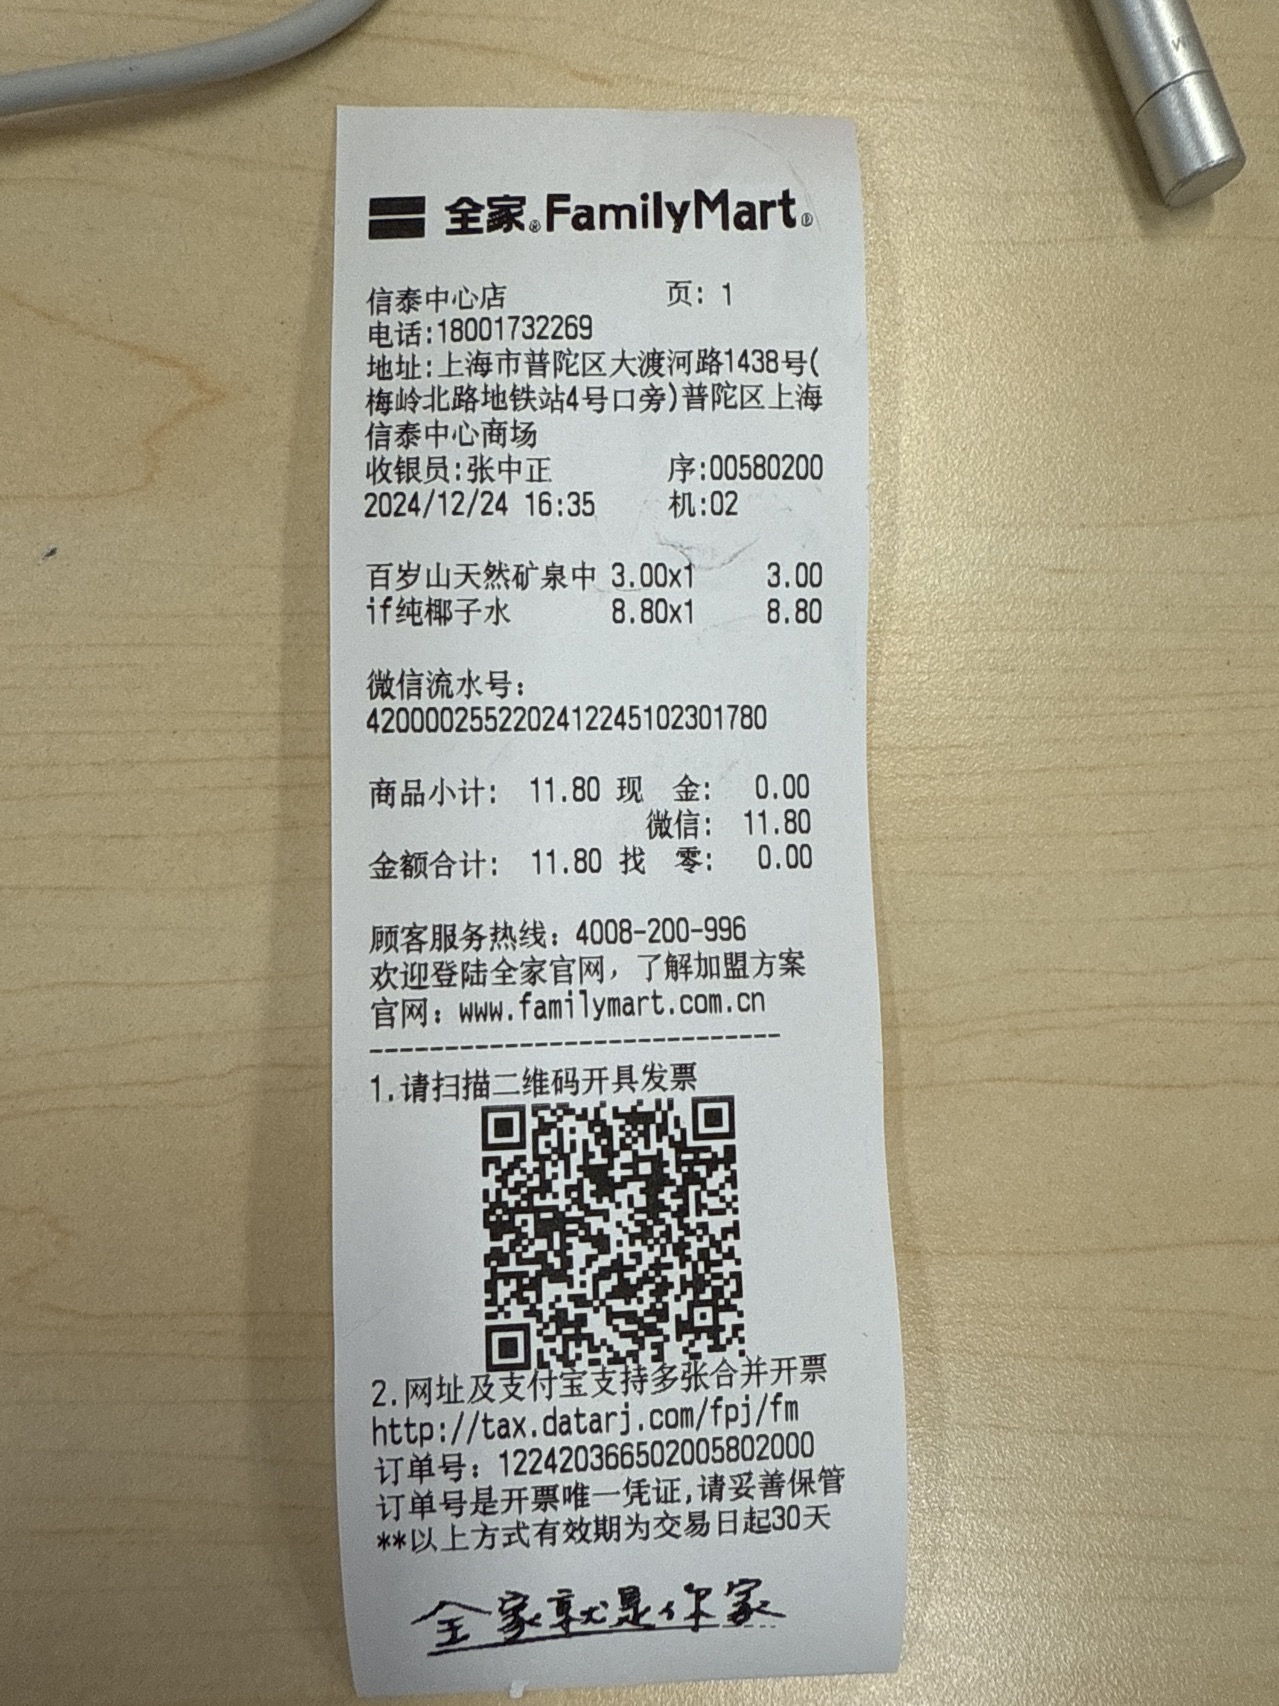 全家® FamilyMart®
信泰中心店 页: 1
电话:18001732269
地址:上海市普陀区大渡河路1438号(
梅岭北路地铁站4号口旁)普陀区上海
信泰中心商场
收银员:张中正 序:00580200
2024/12/24 16:35 机:02
百岁山天然矿泉中 3.00x1 3.00
if纯椰子水 8.80x1 8.80
微信流水号:
4200002552202412245102301780
商品小计: 11.80 现 金: 0.00
微信: 11.80
金额合计: 11.80 找 零: 0.00
顾客服务热线: 4008-200-996
欢迎登陆全家官网, 了解加盟方案
官网: www.familymart.com.cn
----------------------------
1.请扫描二维码开具发票
2.网址及支付宝支持多张合并开票
http://tax.datarj.com/fpj/fm
订单号: 122420366502005802000
订单号是开票唯一凭证,请妥善保管
**以上方式有效期为交易日起30天
全家就是你家